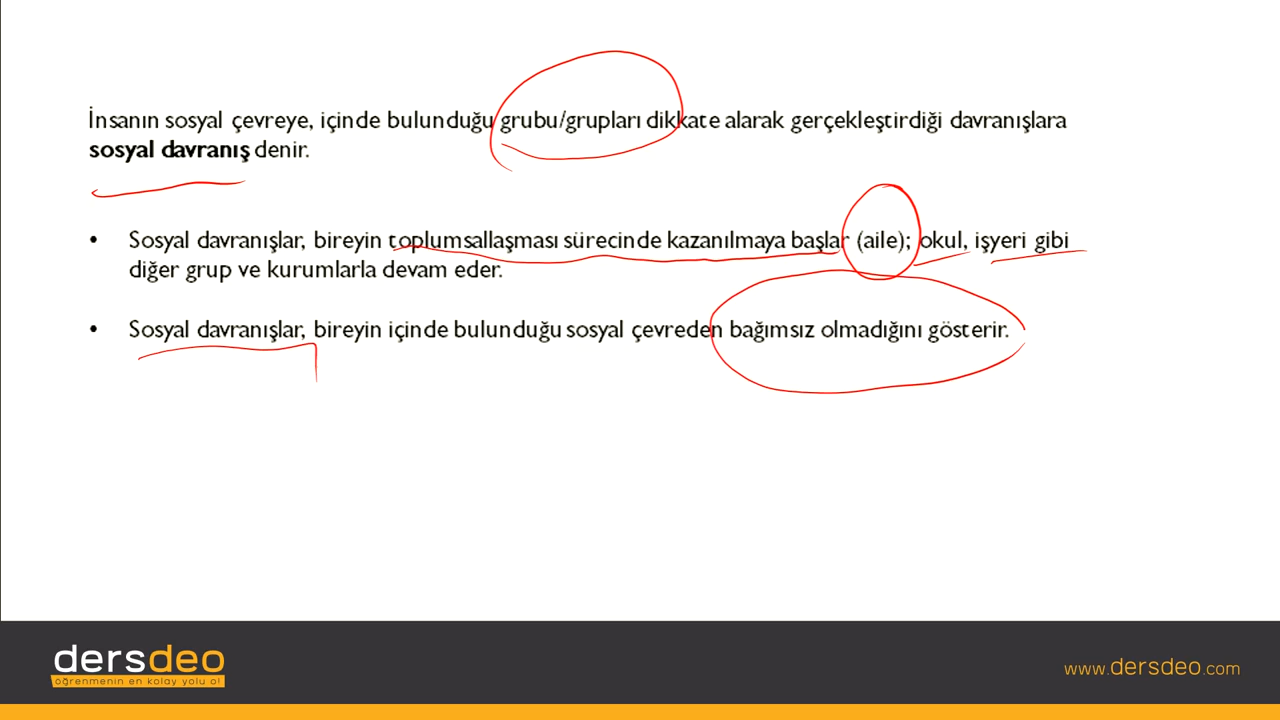 İnsanın sosyal çevreye, içinde bulunduğu grubu/grupları dikkate alarak gerçekleştirdiği davranışlara
sosyal davranış denir.
• Sosyal davranışlar, bireyin toplumsallaşması sürecinde kazanılmaya başlar (aile); okul, işyeri gibi
diğer grup ve kurumlarla devam eder.
• Sosyal davranışlar, bireyin içinde bulunduğu sosyal çevreden bağımsız olmadığını gösterir.
dersdeo
öğrenmenin en kolay yolu o!
www.dersdeo.com